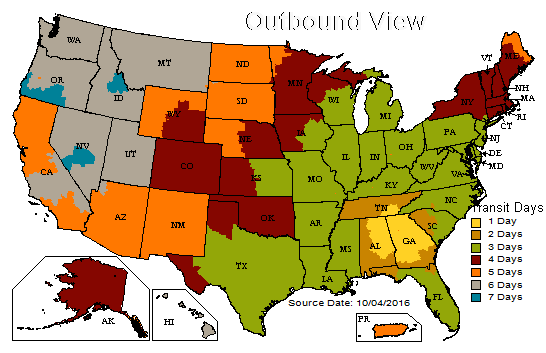 Outbound View
WA
MT
ND
MN
VT
ME
OR
ID
SD
WI
MI
NY
NH
MA
RI
CT
WY
NE
IA
PA
NJ
NV
UT
CO
KS
MO
IL
IN
OH
WV
VA
DE
MD
CA
KY
NC
AZ
NM
OK
AR
TN
SC
TX
LA
MS
AL
GA
FL
AK
HI
PR
Transit Days
1 Day
2 Days
3 Days
4 Days
5 Days
6 Days
7 Days
Source Date: 10/04/2016